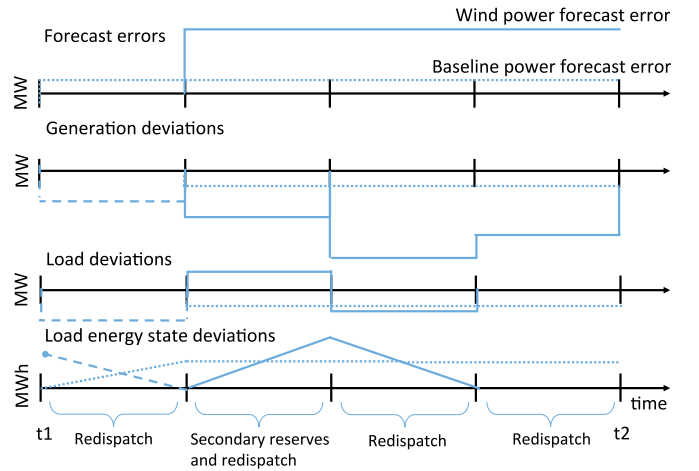 Wind power forecast error
Forecast errors
Baseline power forecast error
MW
Generation deviations
MW
Load deviations
MW
Load energy state deviations
MWh
time
t1
Redispatch
Secondary reserves
and redispatch
Redispatch
Redispatch
t2